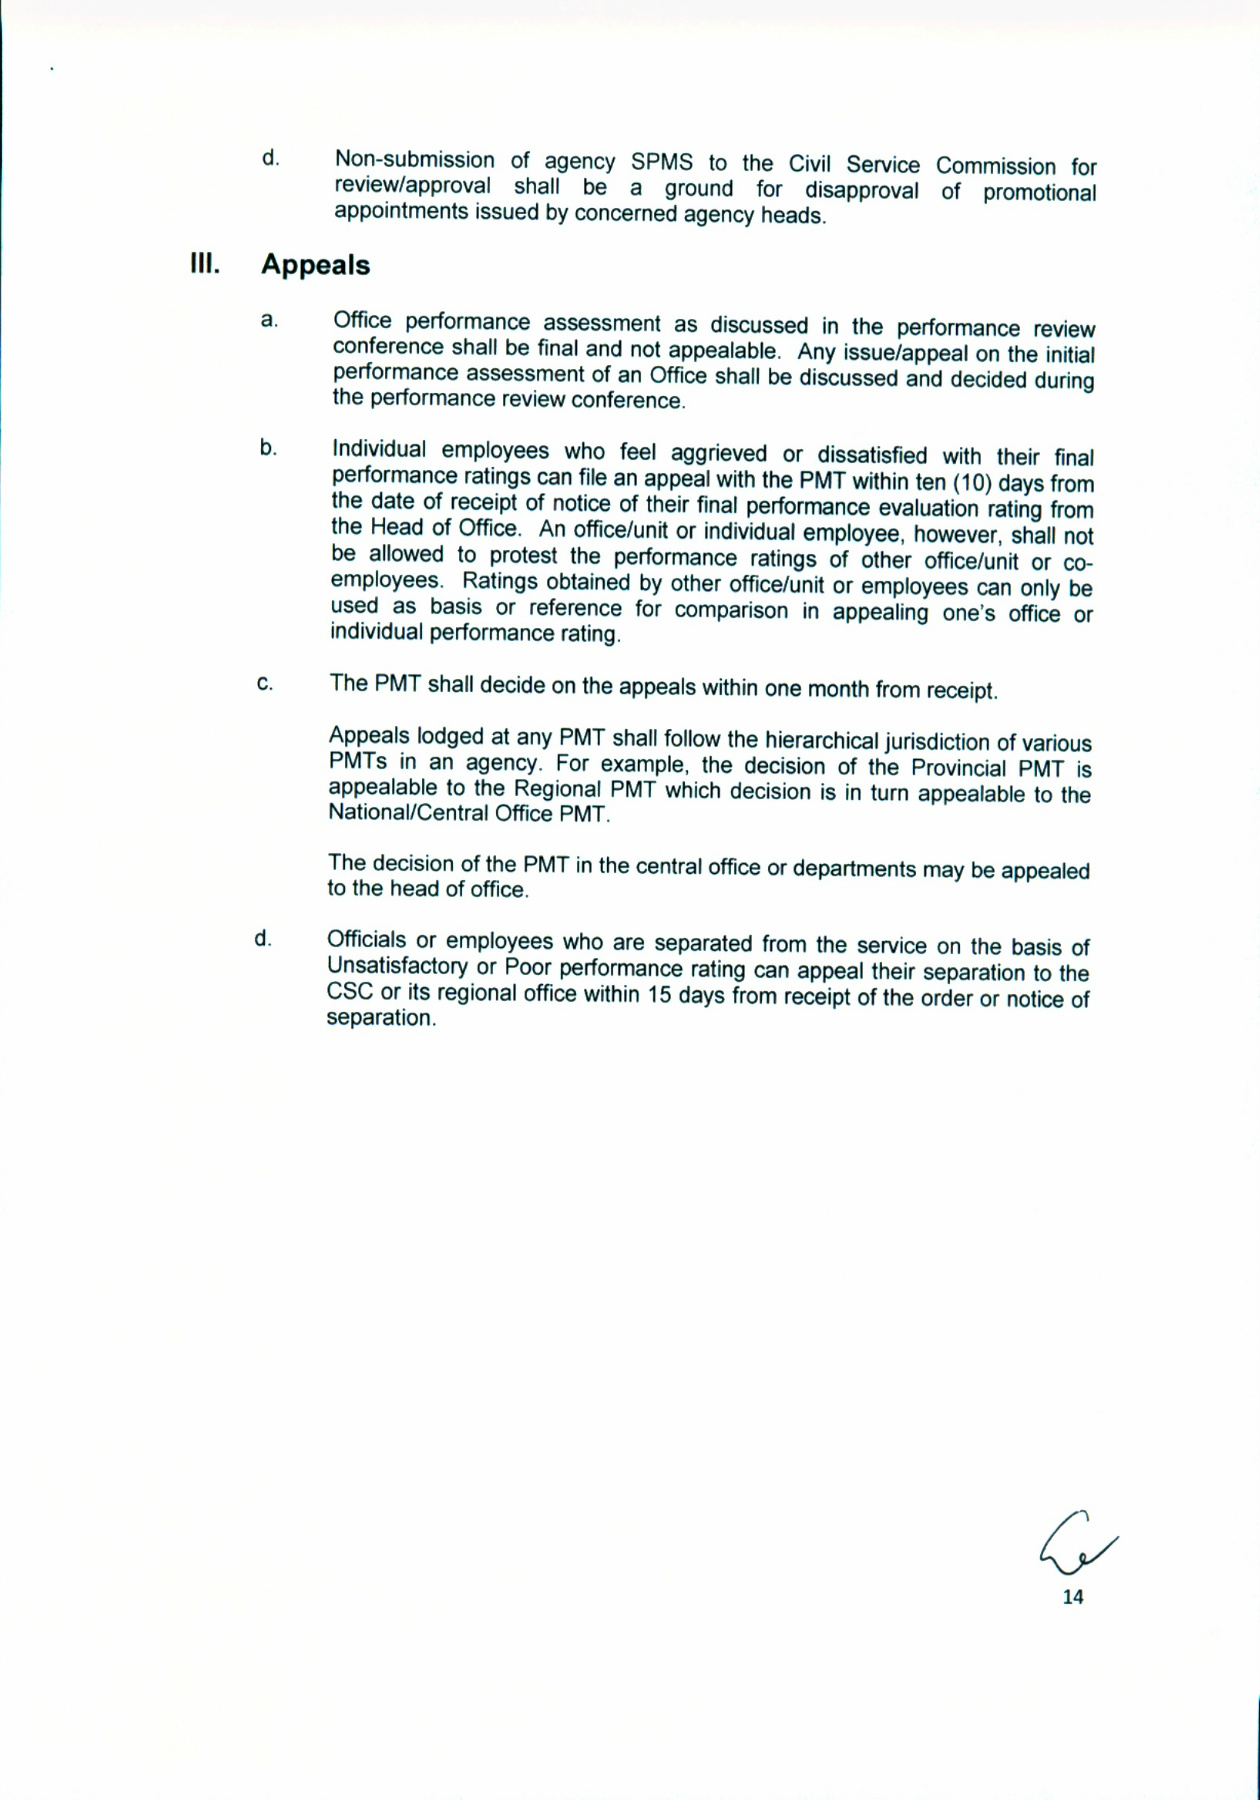 d. Non-submission of agency SPMS to the Civil Service Commission for
review/approval shall be a ground for disapproval of promotional
appointments issued by concerned agency heads.
III. Appeals
a. Office performance assessment as discussed in the performance review
conference shall be final and not appealable. Any issue/appeal on the initial
performance assessment of an Office shall be discussed and decided during
the performance review conference.
b. Individual employees who feel aggrieved or dissatisfied with their final
performance ratings can file an appeal with the PMT within ten (10) days from
the date of receipt of notice of their final performance evaluation rating from
the Head of Office. An office/unit or individual employee, however, shall not
be allowed to protest the performance ratings of other office/unit or co-
employees. Ratings obtained by other office/unit or employees can only be
used as basis or reference for comparison in appealing one's office or
individual performance rating.
c. The PMT shall decide on the appeals within one month from receipt.
Appeals lodged at any PMT shall follow the hierarchical jurisdiction of various
PMTs in an agency. For example, the decision of the Provincial PMT is
appealable to the Regional PMT which decision is in turn appealable to the
National/Central Office PMT.
The decision of the PMT in the central office or departments may be appealed
to the head of office.
d. Officials or employees who are separated from the service on the basis of
Unsatisfactory or Poor performance rating can appeal their separation to the
CSC or its regional office within 15 days from receipt of the order or notice of
separation.
14